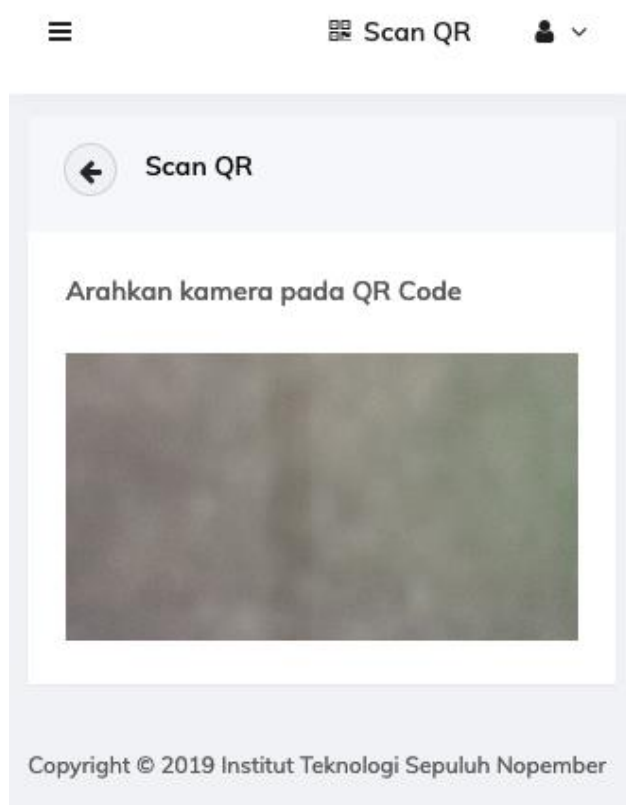 Scan QR
Scan QR
Arahkan kamera pada QR Code
Copyright © 2019 Institut Teknologi Sepuluh Nopember